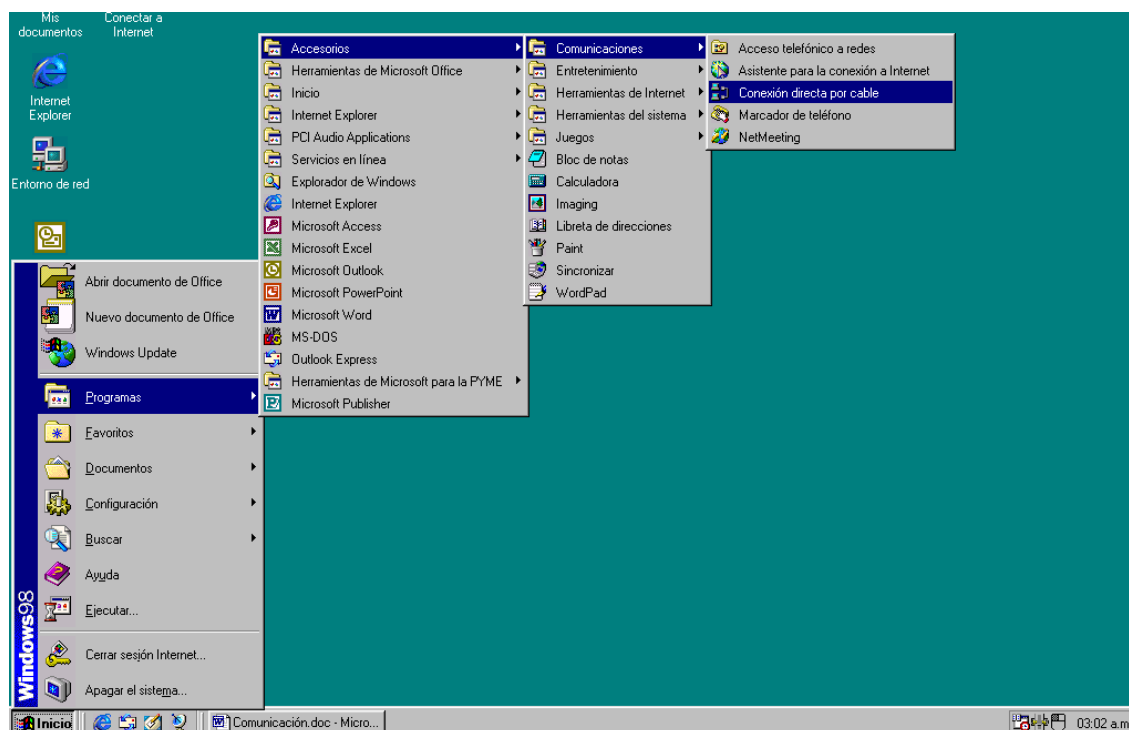 Mis documentos
Conectar a Internet
Internet Explorer
Entorno de red
Abrir documento de Office
Nuevo documento de Office
Windows Update
Programas
Favoritos
Documentos
Configuración
Buscar
Ayuda
Ejecutar...
Cerrar sesión Internet...
Apagar el sistema...
Windows98
Accesorios
Herramientas de Microsoft Office
Inicio
Internet Explorer
PCI Audio Applications
Servicios en línea
Explorador de Windows
Internet Explorer
Microsoft Access
Microsoft Excel
Microsoft Outlook
Microsoft PowerPoint
Microsoft Word
MS-DOS
Outlook Express
Herramientas de Microsoft para la PYME
Microsoft Publisher
Comunicaciones
Entretenimiento
Herramientas de Internet
Herramientas del sistema
Juegos
Bloc de notas
Calculadora
Imaging
Libreta de direcciones
Paint
Sincronizar
WordPad
Acceso telefónico a redes
Asistente para la conexión a Internet
Conexión directa por cable
Marcador de teléfono
NetMeeting
Inicio
Comunicación.doc - Micro...
03:02 a.m